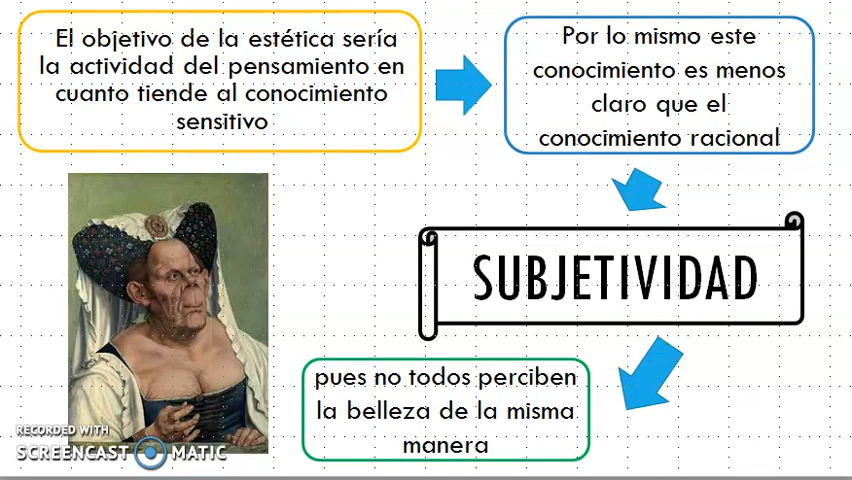 El objetivo de la estética sería
la actividad del pensamiento en
cuanto tiende al conocimiento
sensitivo
Por lo mismo este
conocimiento es menos
claro que el
conocimiento racional
SUBJETIVIDAD
pues no todos perciben
la belleza de la misma
manera
RECORDED WITH
SCREENCAST MATIC